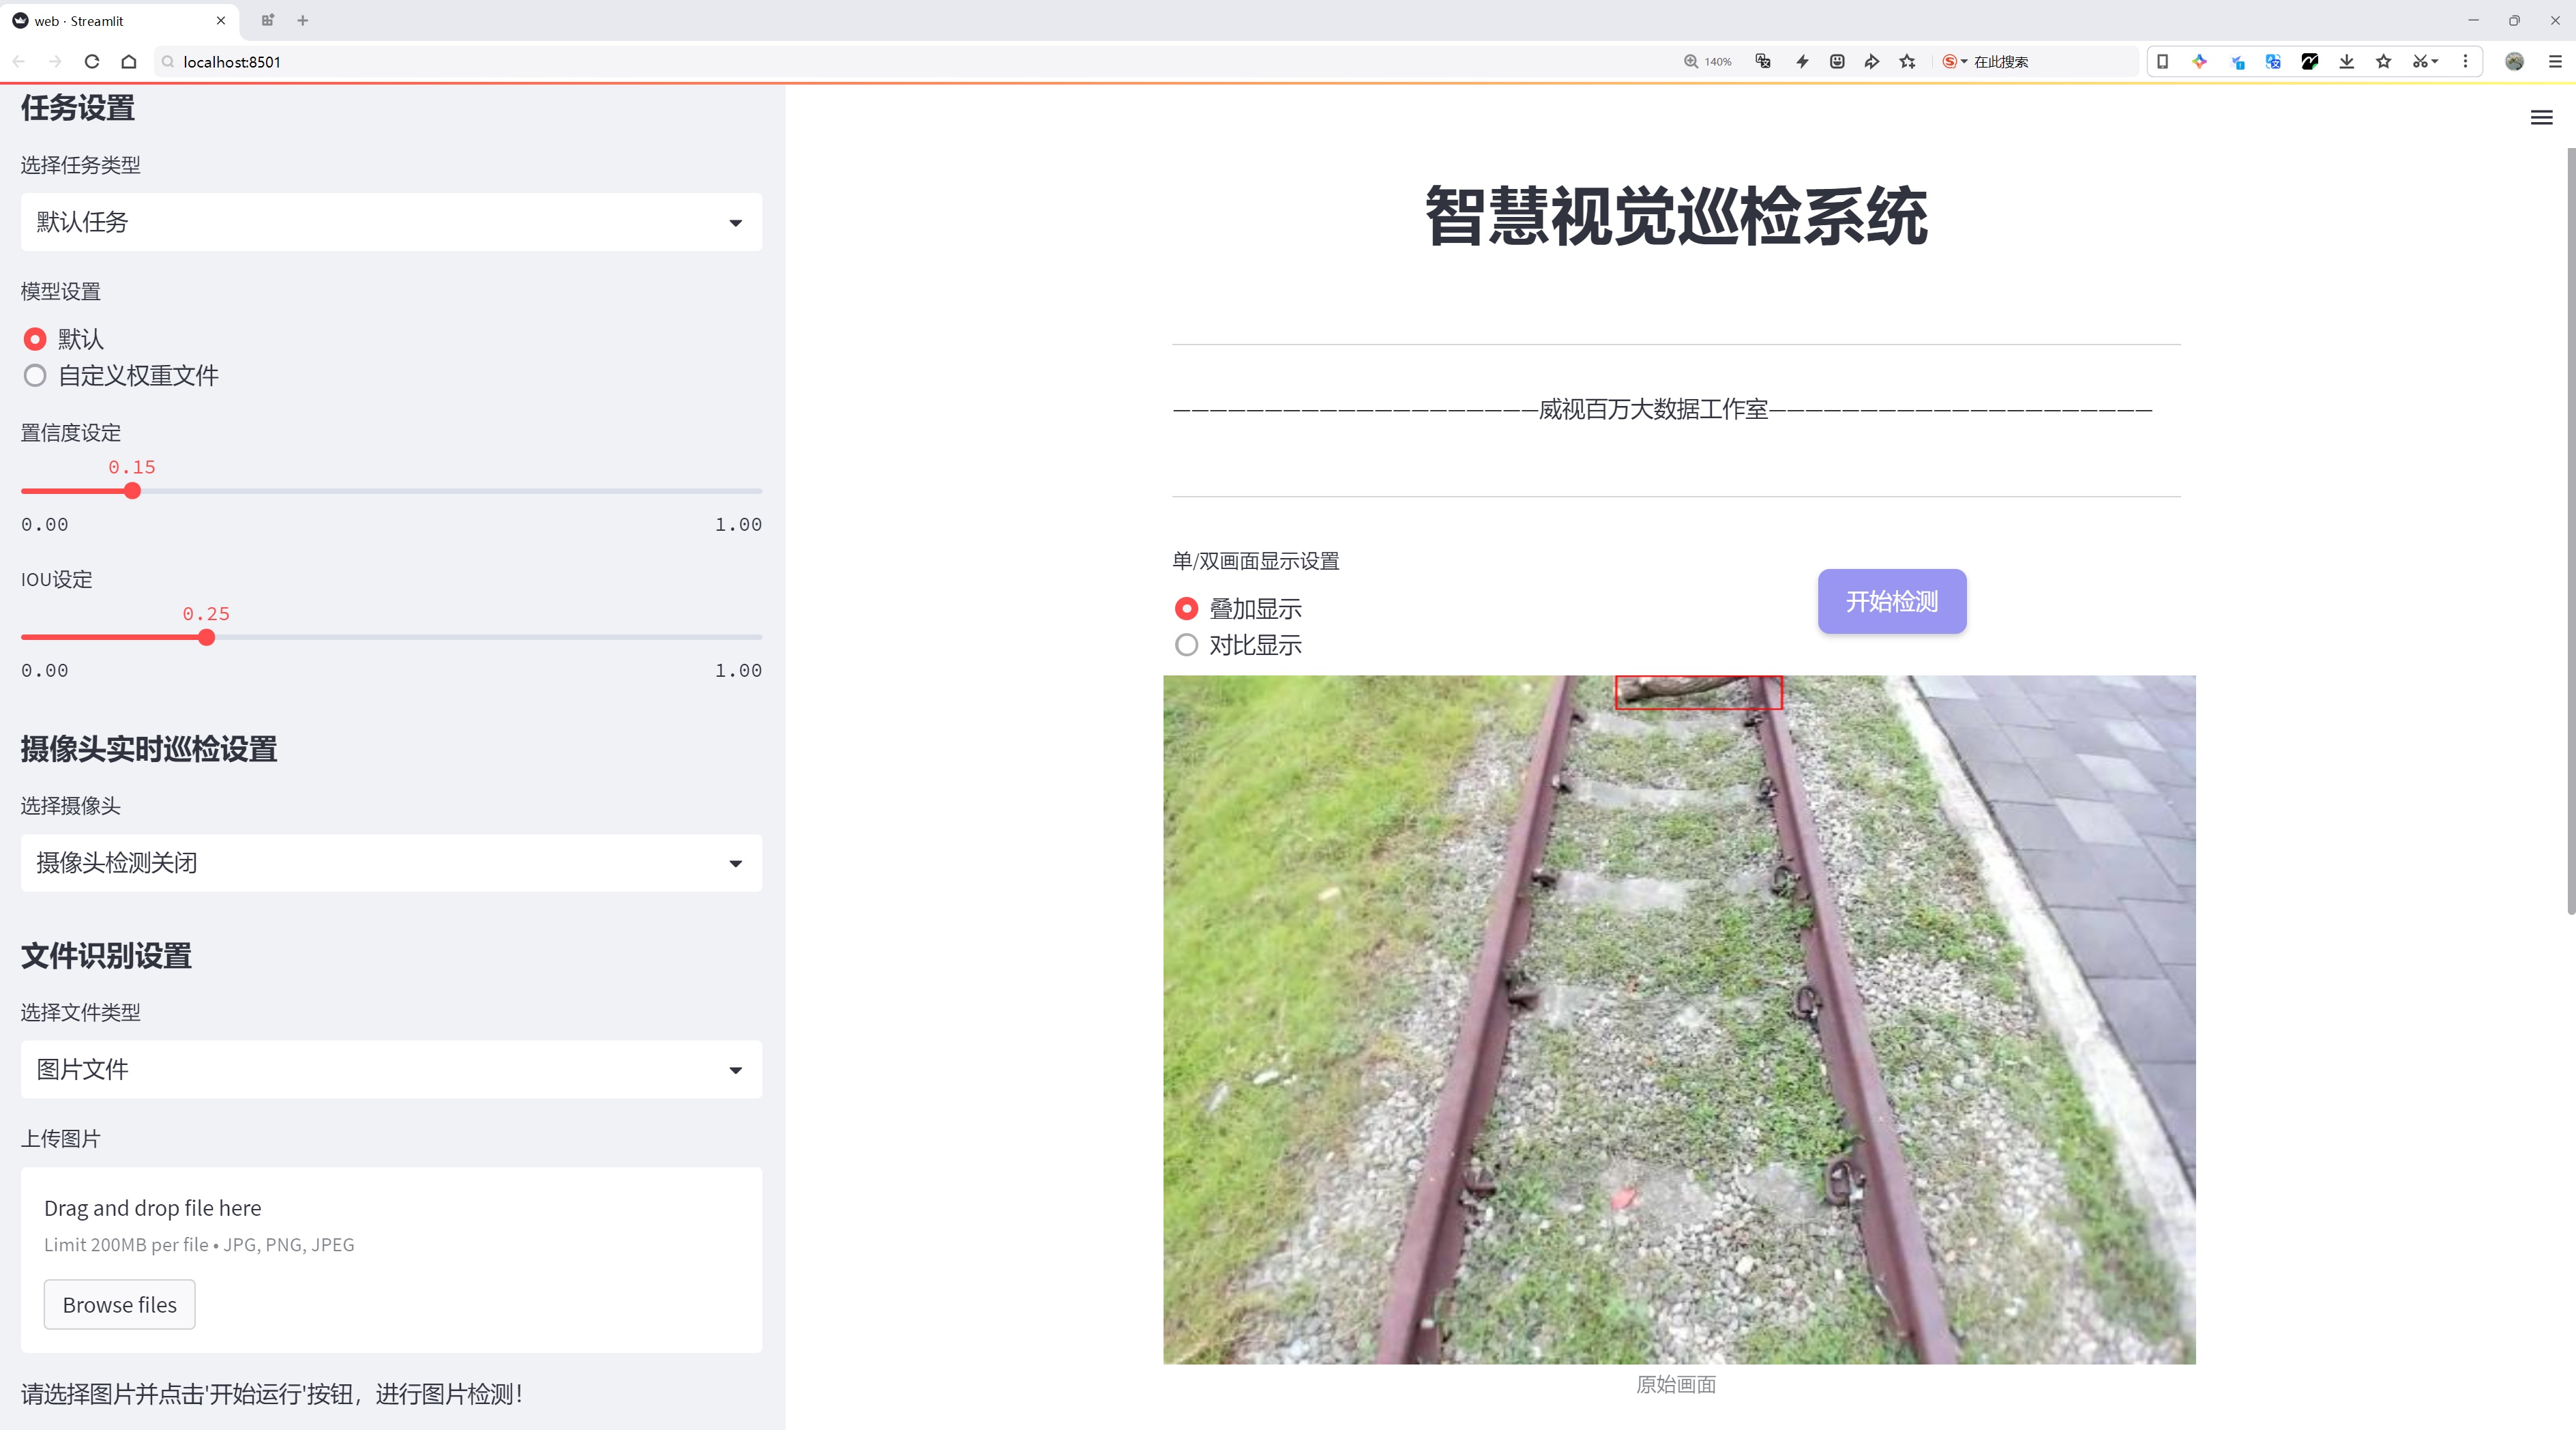 web · Streamlit
localhost:8501
140%
在此搜索
任务设置
选择任务类型
默认任务
模型设置
默认
自定义权重文件
置信度设定
0.15
0.00
1.00
IOU设定
0.25
0.00
1.00
摄像头实时巡检设置
选择摄像头
摄像头检测关闭
文件识别设置
选择文件类型
图片文件
上传图片
Drag and drop file here
Limit 200MB per file • JPG, PNG, JPEG
Browse files
请选择图片并点击'开始运行'按钮，进行图片检测！
智慧视觉巡检系统
————————————————————威视百万大数据工作室—————————————————————
单/双画面显示设置
叠加显示
对比显示
开始检测
原始画面